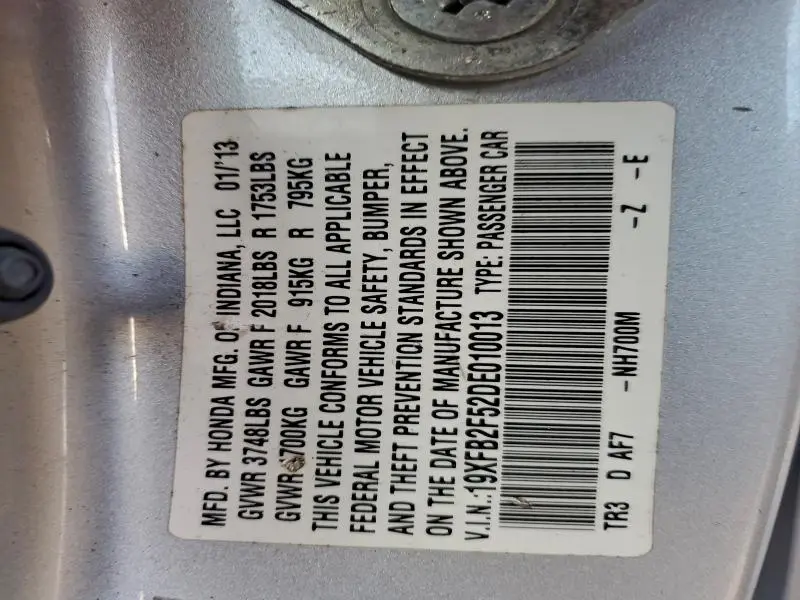 MFD. BY HONDA MFG. OF INDIANA, LLC 01/'13
GVWR 3748LBS GAWR F 2018LBS R 1753LBS
GVWR 1700KG GAWR F 915KG R 795KG
THIS VEHICLE CONFORMS TO ALL APPLICABLE
FEDERAL MOTOR VEHICLE SAFETY, BUMPER,
AND THEFT PREVENTION STANDARDS IN EFFECT
ON THE DATE OF MANUFACTURE SHOWN ABOVE.
V.I.N.:19XFB2F52DE010013 TYPE: PASSENGER CAR
TR3 D AF7 -NH700M -Z -E